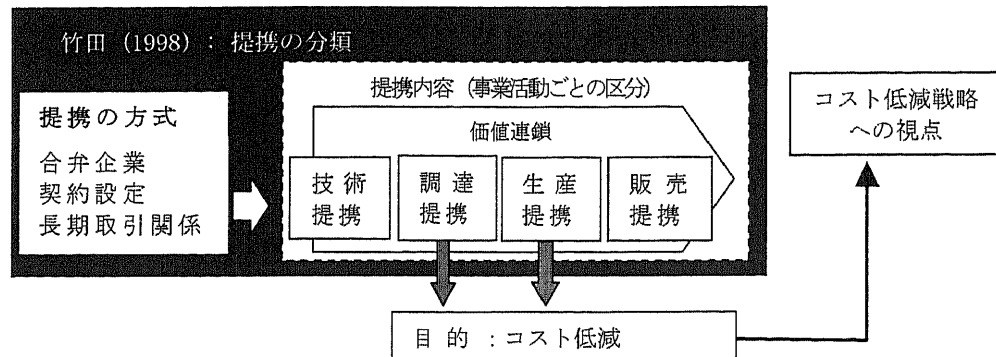 竹田 (1998) : 提携の分類
提携の方式
合弁企業
契約設定
長期取引関係
提携内容 (事業活動ごとの区分)
価値連鎖
技術
提携
調達
提携
生産
提携
販売
提携
コスト低減戦略
への視点
目的 : コスト低減